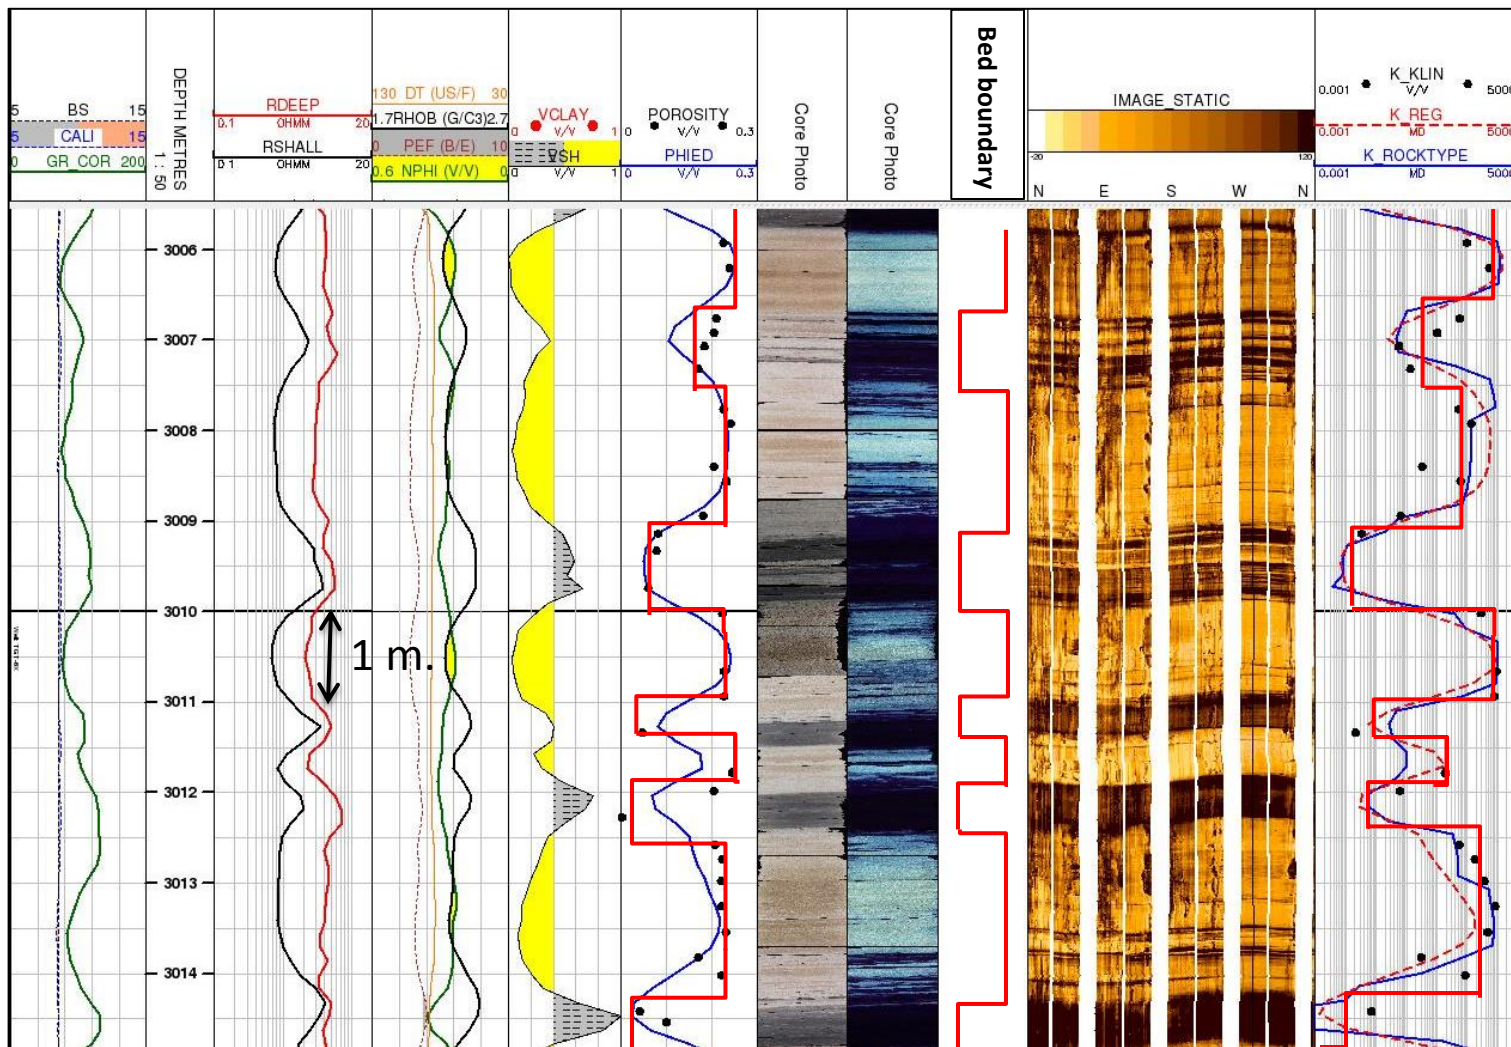 5 BS 15
5 CALI 15
0 GR_COR 200
DEPTH METRES
1 : 50
RDEEP
0.1 OHMM 20
RSHALL
0.1 OHMM 20
130 DT (US/F) 30
1.7RHOB (G/C3)2.7
0 PEF (B/E) 10
0.6 NPHI (V/V) 0
VCLAY
0 V/V 1
VSH
0 V/V 1
POROSITY
0 V/V 0.3
PHIED
0 V/V 0.3
Core Photo
Core Photo
Bed boundary
IMAGE_STATIC
-20 120
N E S W N
K_KLIN
0.001 V/V 5000
K_REG
0.001 MD 5000
K_ROCKTYPE
0.001 MD 5000
3006
3007
3008
3009
3010
1 m.
3011
3012
3013
3014